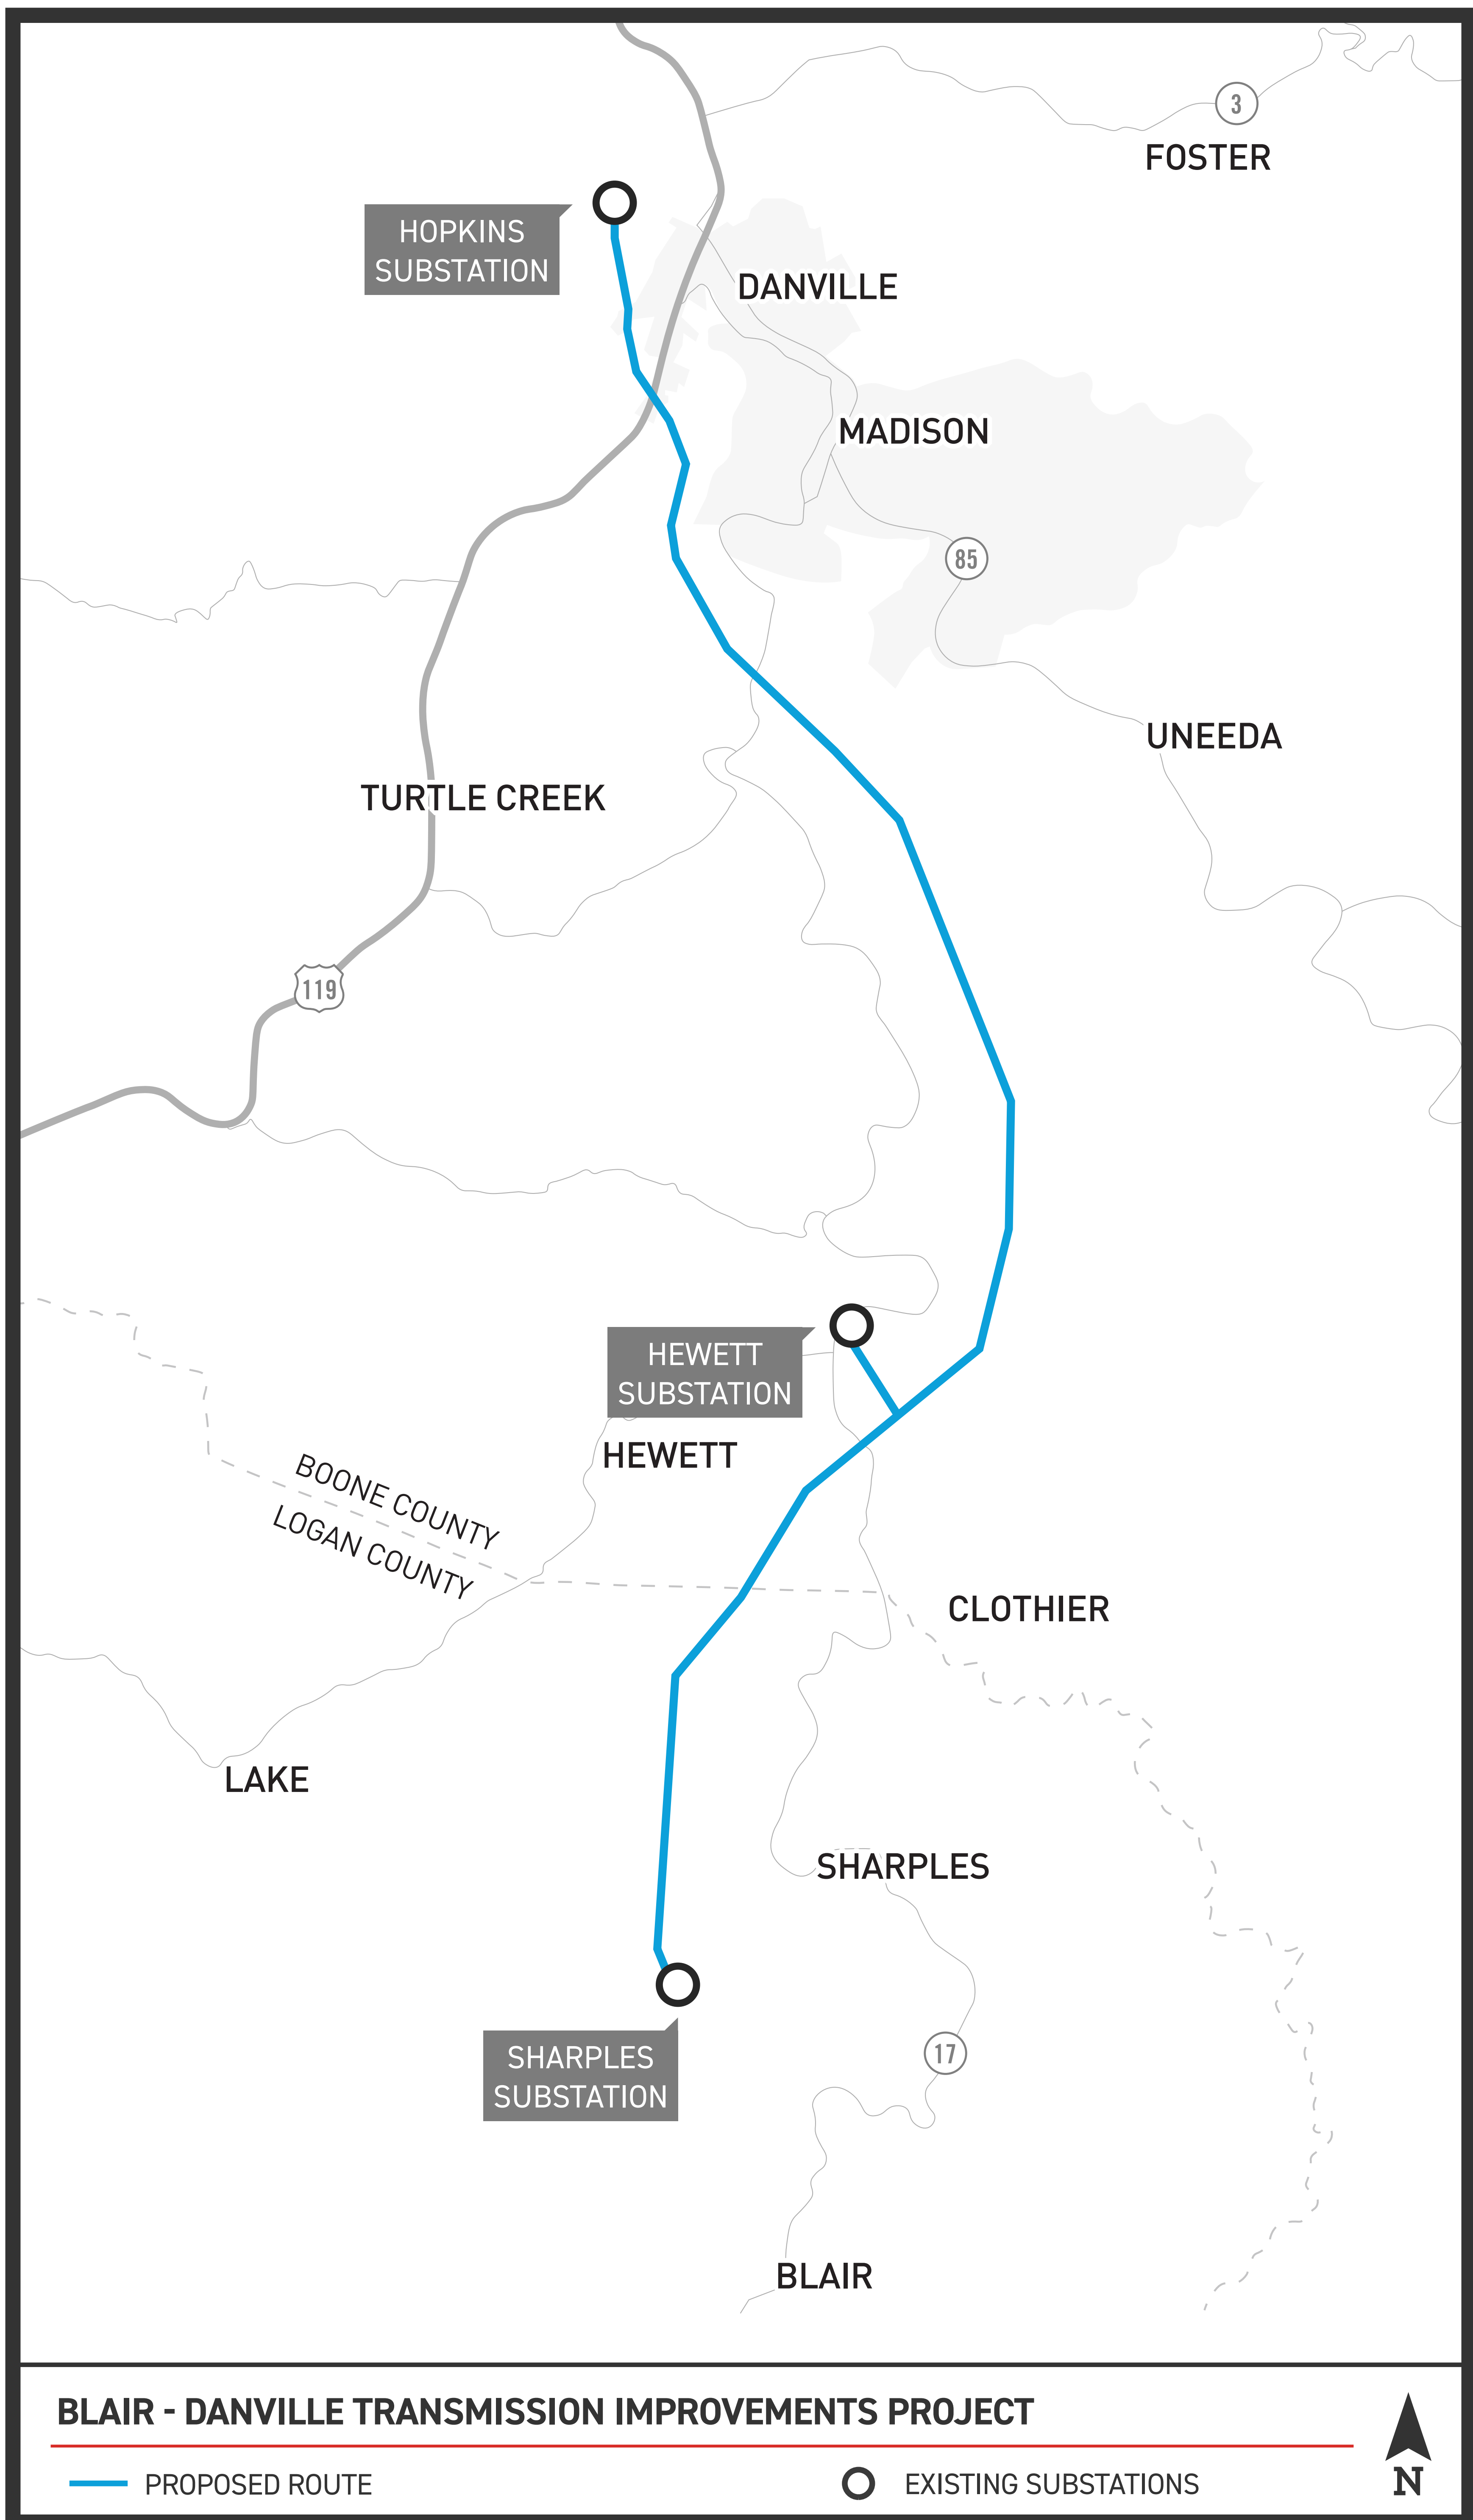 3
FOSTER
HOPKINS
SUBSTATION
DANVILLE
MADISON
85
UNEEDA
TURTLE CREEK
119
HEWETT
SUBSTATION
HEWETT
BOONE COUNTY
LOGAN COUNTY
CLOTHIER
LAKE
SHARPLES
17
SHARPLES
SUBSTATION
BLAIR
BLAIR - DANVILLE TRANSMISSION IMPROVEMENTS PROJECT
PROPOSED ROUTE
EXISTING SUBSTATIONS
N